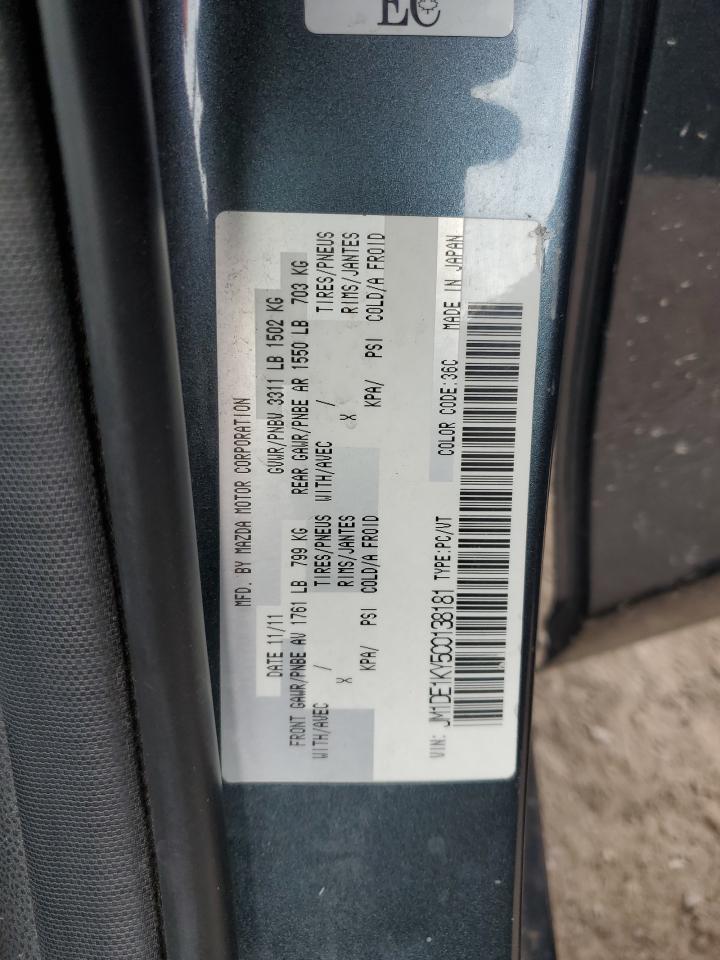 EC
MFD. BY MAZDA MOTOR CORPORATION
DATE 11/11 GVWR/PNBV 3311 LB 1502 KG
FRONT GAWR/PNBE AV 1761 LB 799 KG REAR GAWR/PNBE AR 1550 LB 703 KG
WITH/AVEC / TIRES/PNEUS WITH/AVEC / TIRES/PNEUS
X RIMS/JANTES X RIMS/JANTES
KPA/ PSI COLD/A FROID KPA/ PSI COLD/A FROID
VIN: JM1DE1KY5C0138181 TYPE:PC/VT COLOR CODE:36C MADE IN JAPAN